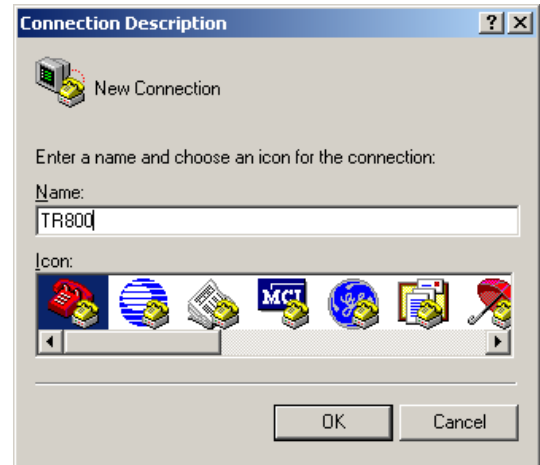 Connection Description
New Connection
Enter a name and choose an icon for the connection:
Name:
TR800
Icon:
MCI
OK
Cancel